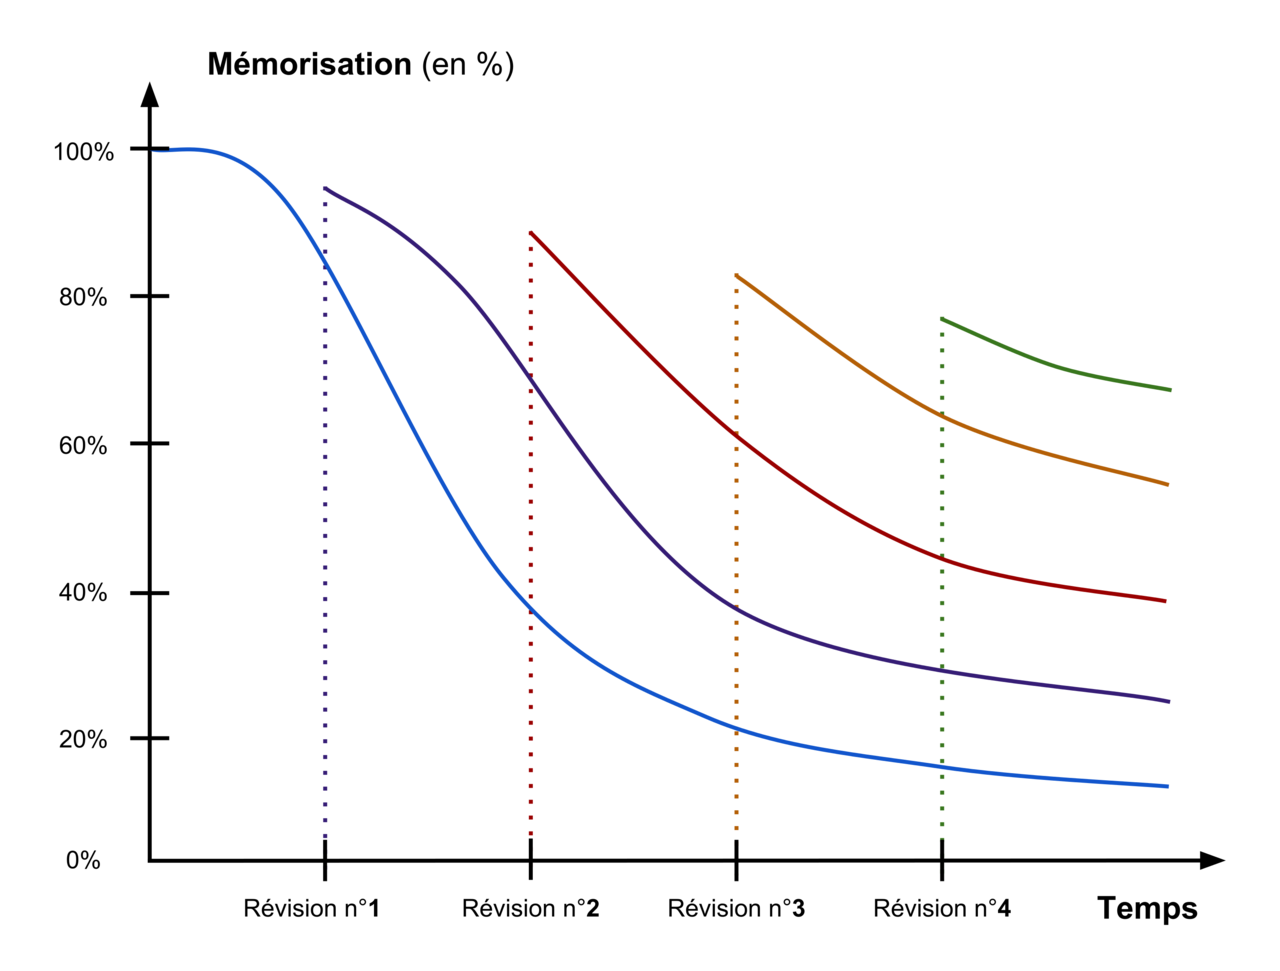 Mémorisation (en %)
100%
80%
60%
40%
20%
0%
Révision n°1
Révision n°2
Révision n°3
Révision n°4
Temps